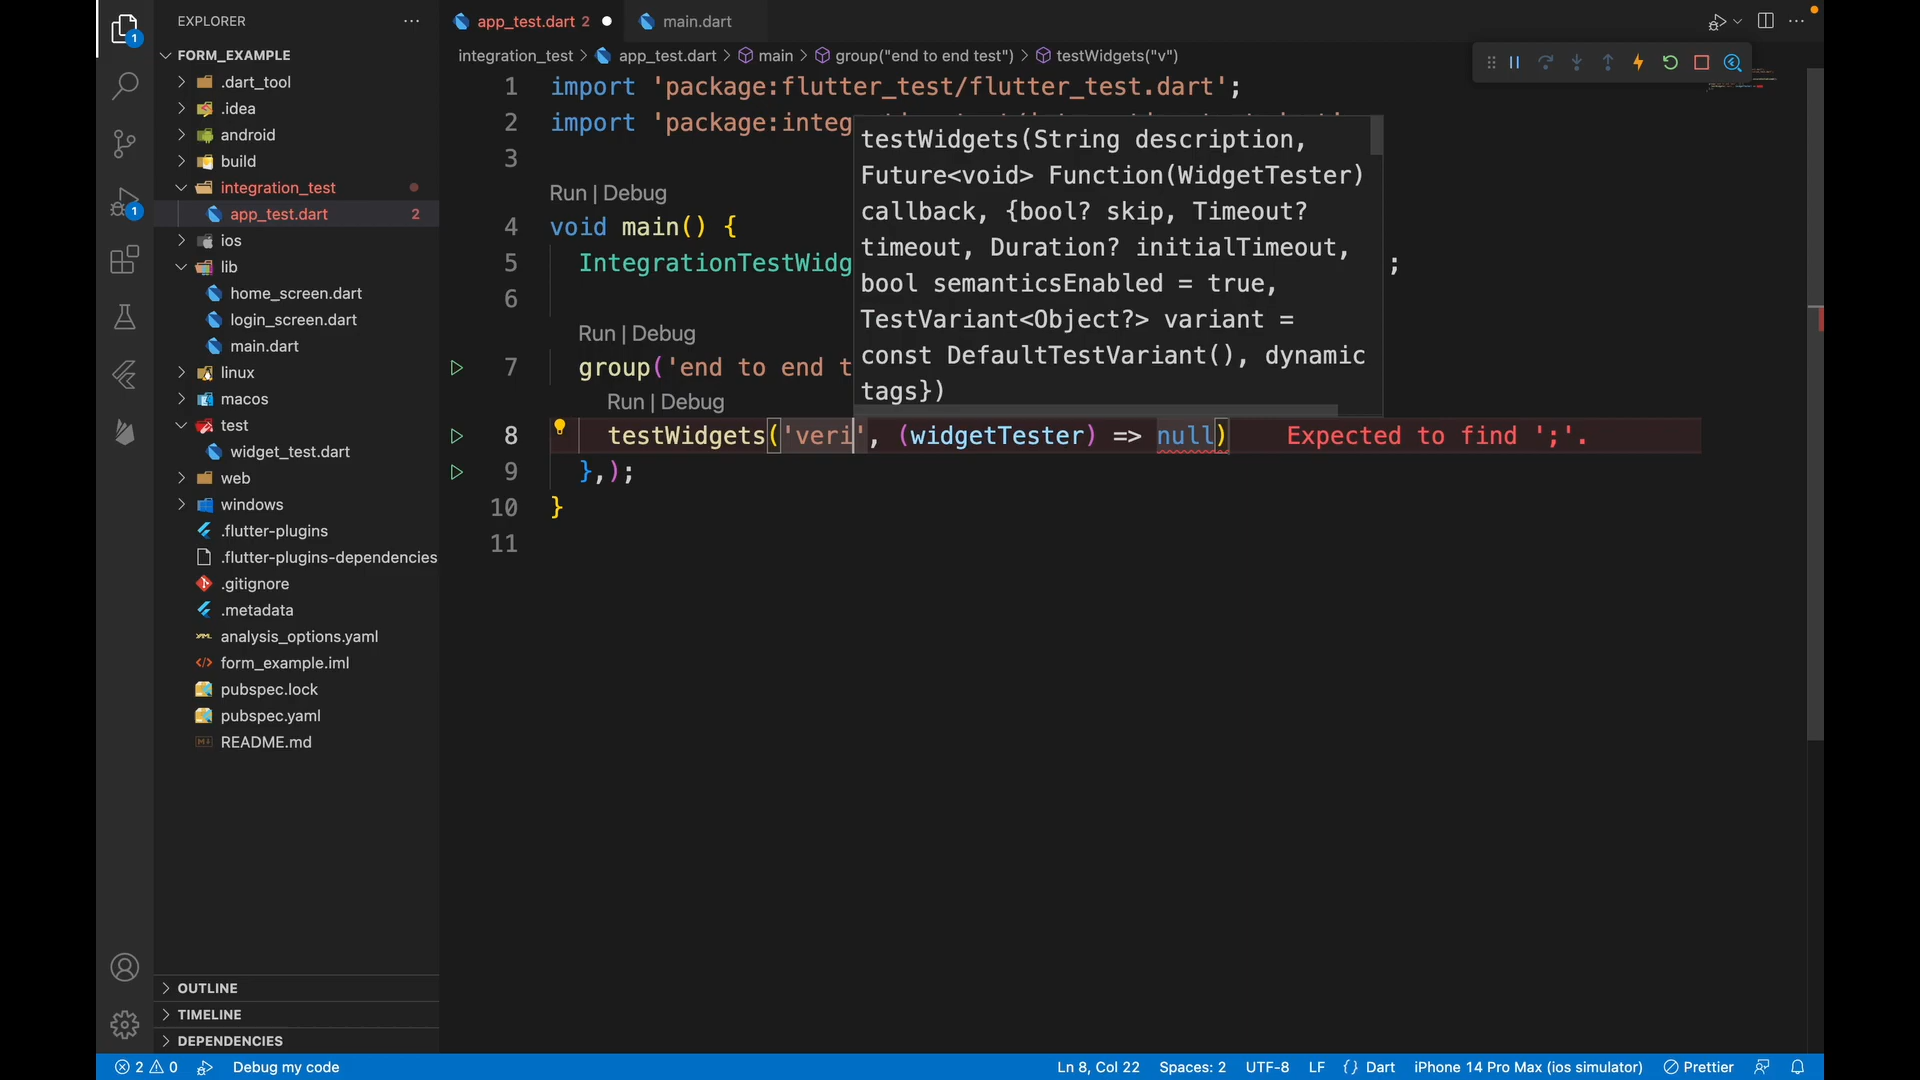 EXPLORER
FORM_EXAMPLE
.dart_tool
.idea
android
build
integration_test
app_test.dart 2
ios
lib
home_screen.dart
login_screen.dart
main.dart
linux
macos
test
widget_test.dart
web
windows
.flutter-plugins
.flutter-plugins-dependencies
.gitignore
.metadata
analysis_options.yaml
form_example.iml
pubspec.lock
pubspec.yaml
README.md
OUTLINE
TIMELINE
DEPENDENCIES
1
1
app_test.dart 2
main.dart
integration_test > app_test.dart > main > group("end to end test") > testWidgets("v")
1 import 'package:flutter_test/flutter_test.dart';
2 import 'package:integ
3
Run | Debug
4 void main() {
5 IntegrationTestWidg ;
6
Run | Debug
7 group('end to end t
Run | Debug
8 testWidgets('veri', (widgetTester) => null) Expected to find ';'.
9 },);
10 }
11
testWidgets(String description,
Future<void> Function(WidgetTester)
callback, {bool? skip, Timeout?
timeout, Duration? initialTimeout,
bool semanticsEnabled = true,
TestVariant<Object?> variant =
const DefaultTestVariant(), dynamic
tags})
2 0 Debug my code Ln 8, Col 22 Spaces: 2 UTF-8 LF {} Dart iPhone 14 Pro Max (ios simulator) Prettier